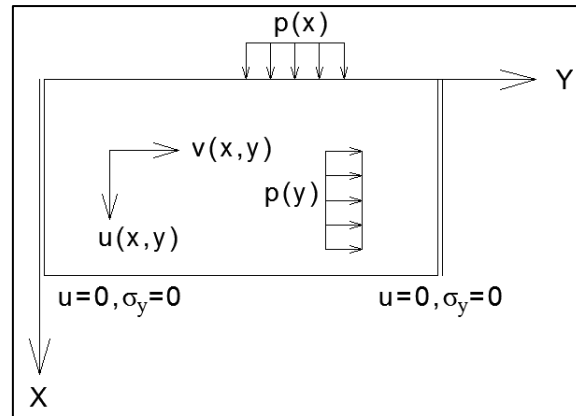 p(x)
Y
v(x,y)
p(y)
u(x,y)
u=0,σy=0
u=0,σy=0
X